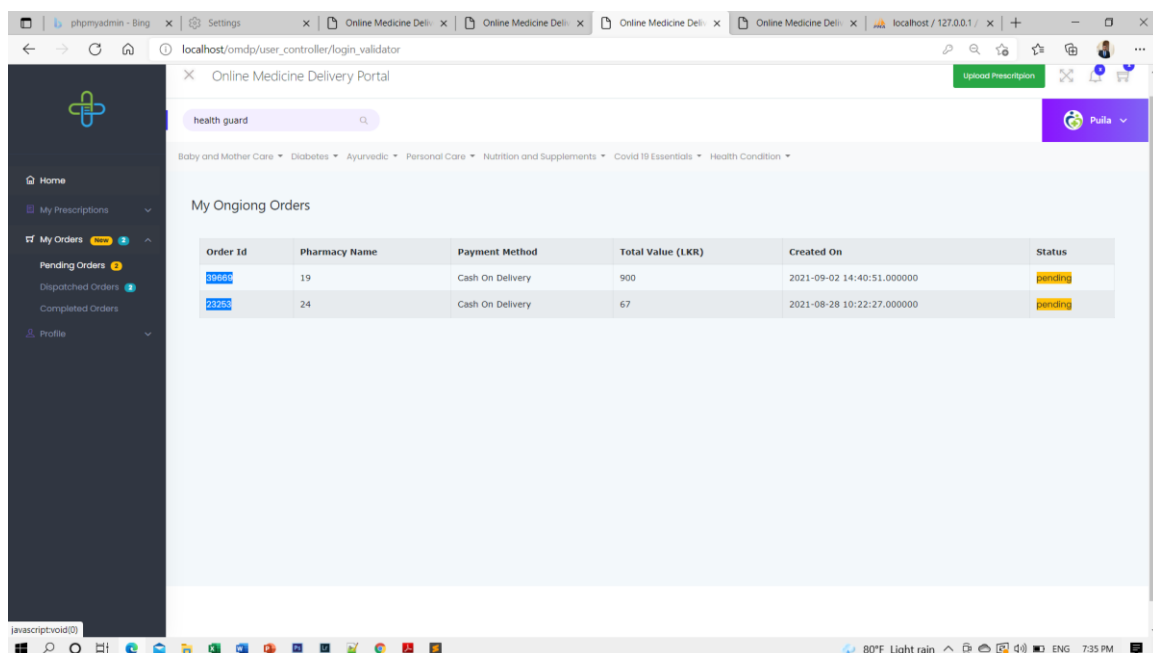 phpmyadmin - Bing
Settings
Online Medicine Deliv
Online Medicine Deliv
Online Medicine Deliv
Online Medicine Deliv
localhost / 127.0.0.1 /
localhost/omdp/user_controller/login_validator
Online Medicine Delivery Portal
Upload Prescritpion
health guard
Puila
Baby and Mother Care Diabetes Ayurvedic Personal Care Nutrition and Supplements Covid 19 Essentials Health Condition
Home
My Prescriptions
My Orders New 2
Pending Orders 2
Dispatched Orders 2
Completed Orders
Profile
My Ongiong Orders
Order Id Pharmacy Name Payment Method Total Value (LKR) Created On Status
39669 19 Cash On Delivery 900 2021-09-02 14:40:51.000000 pending
23253 24 Cash On Delivery 67 2021-08-28 10:22:27.000000 pending
javascript:void(0)
80°F Light rain ENG 7:35 PM